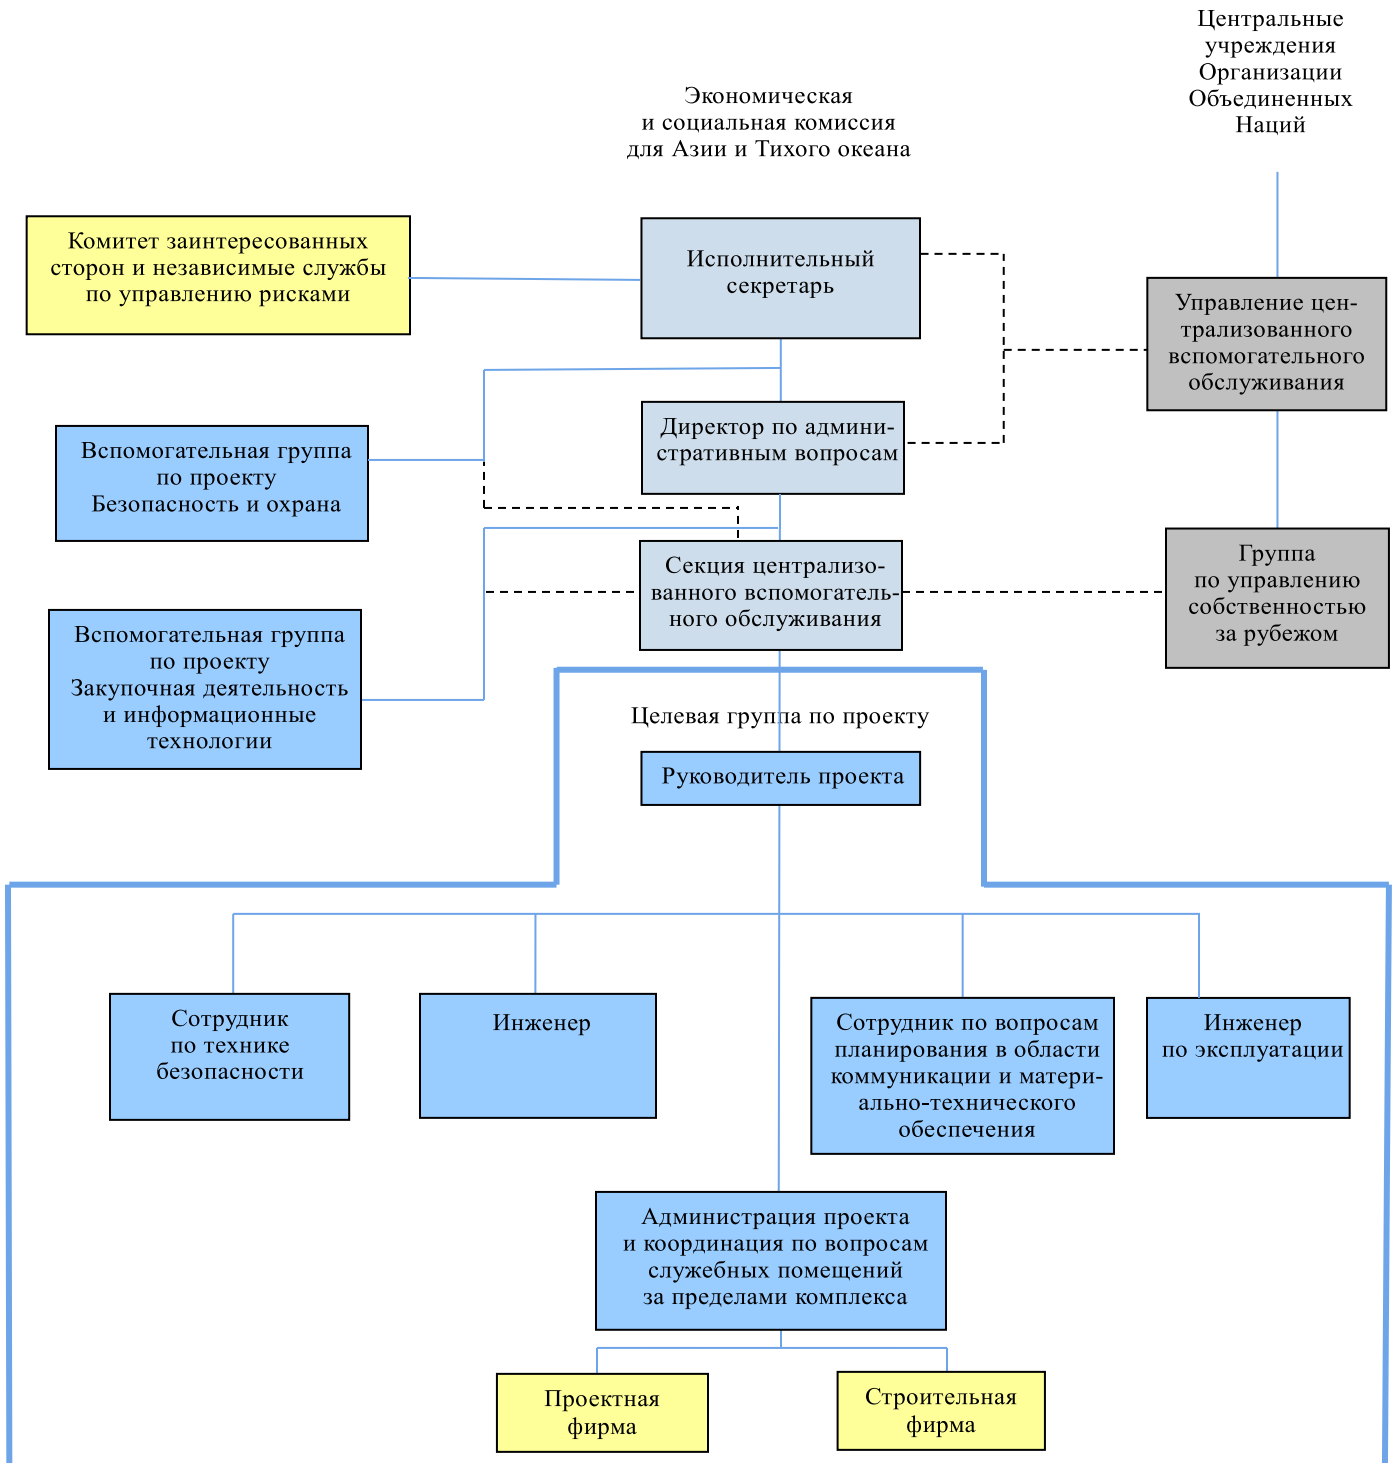 Центральные
учреждения
Организации
Объединенных
Наций
Экономическая
и социальная комиссия
для Азии и Тихого океана
Комитет заинтересованных
сторон и независимые службы
по управлению рисками
Исполнительный
секретарь
Управление цен-
трализованного
вспомогательного
обслуживания
Директор по админи-
стративным вопросам
Вспомогательная группа
по проекту
Безопасность и охрана
Секция централизо-
ванного вспомогатель-
ного обслуживания
Группа
по управлению
собственностью
за рубежом
Вспомогательная группа
по проекту
Закупочная деятельность
и информационные
технологии
Целевая группа по проекту
Руководитель проекта
Сотрудник
по технике
безопасности
Инженер
Сотрудник по вопросам
планирования в области
коммуникации и матери-
ально-технического
обеспечения
Инженер
по эксплуатации
Администрация проекта
и координация по вопросам
служебных помещений
за пределами комплекса
Проектная
фирма
Строительная
фирма